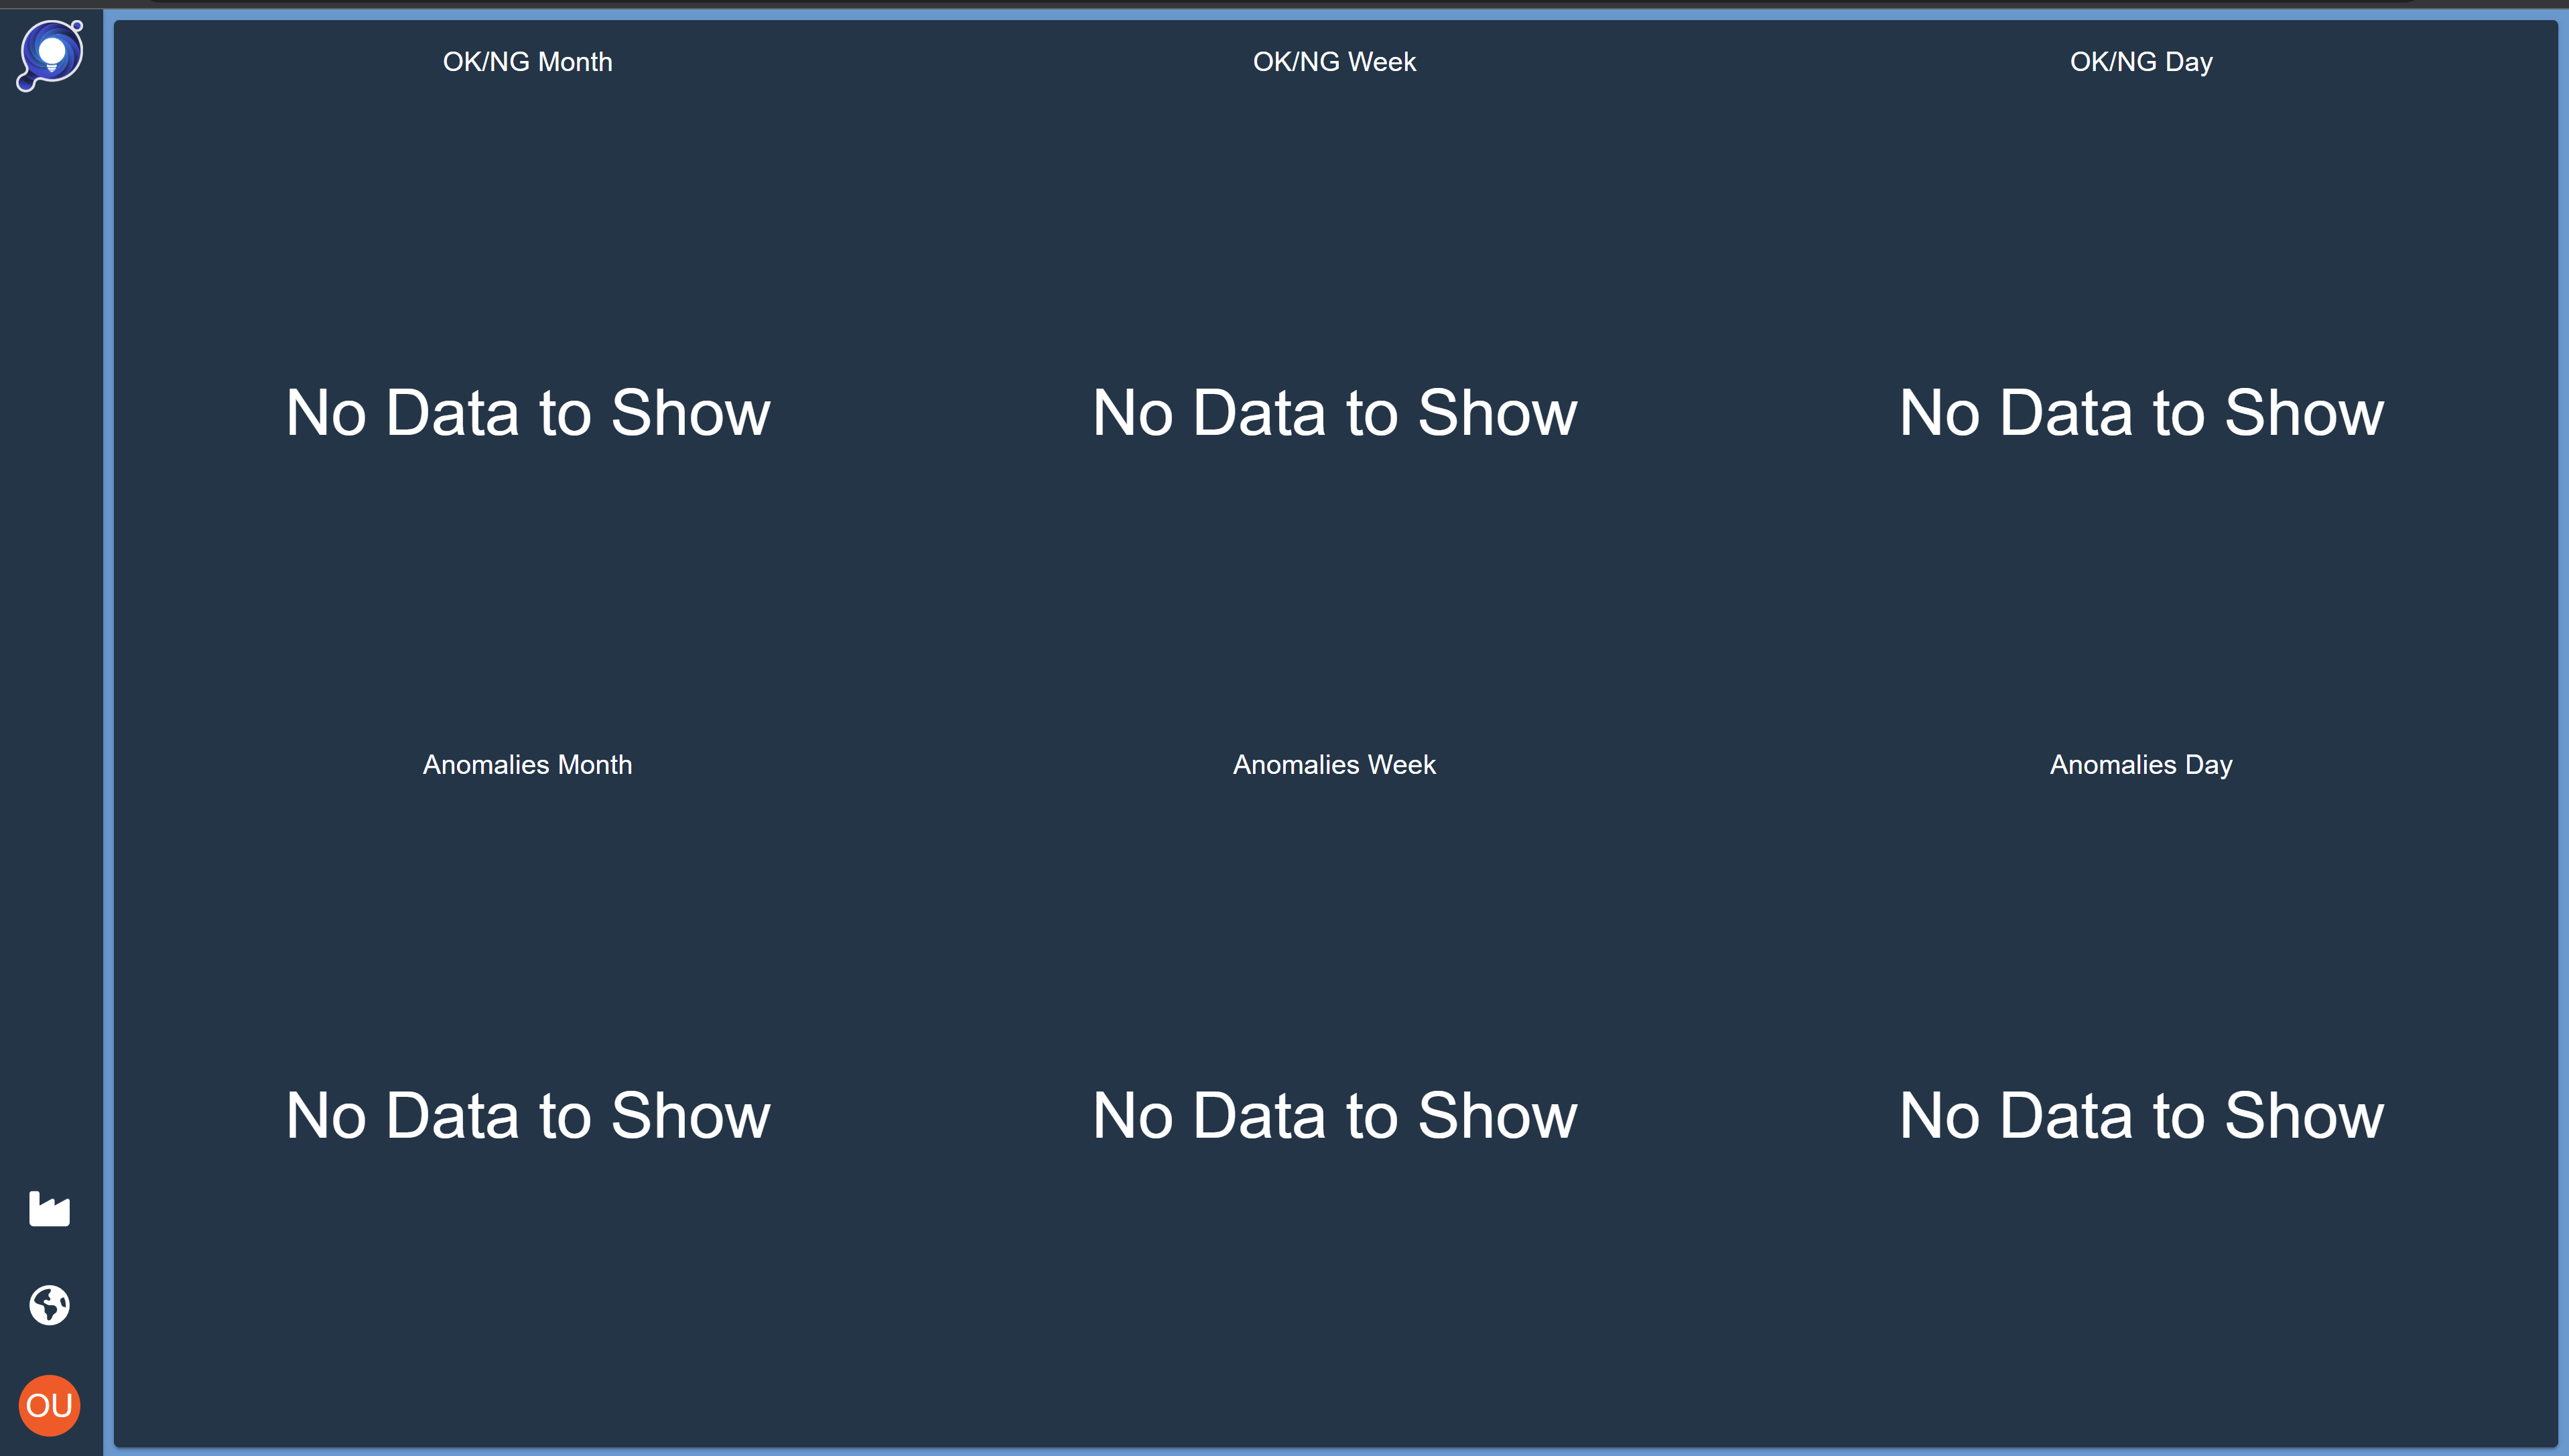 OK/NG Month
OK/NG Week
OK/NG Day
No Data to Show
No Data to Show
No Data to Show
Anomalies Month
Anomalies Week
Anomalies Day
No Data to Show
No Data to Show
No Data to Show
OU